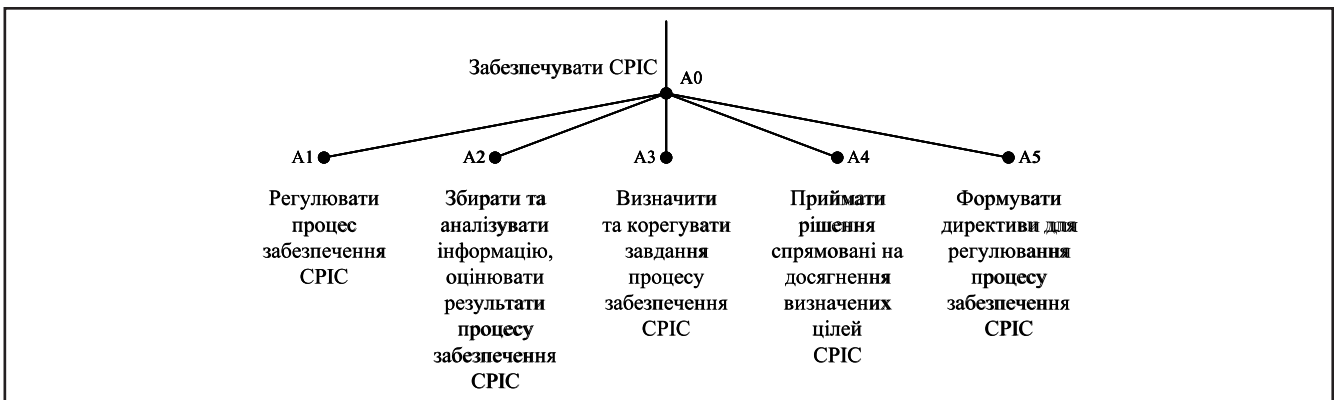 Забезпечувати СРІС
А0
А1
А2
А3
А4
А5
Регулювати
процес
забезпечення
СРІС
Збирати та
аналізувати
інформацію,
оцінювати
результати
процесу
забезпечення
СРІС
Визначити
та корегувати
завдання
процесу
забезпечення
СРІС
Приймати
рішення
спрямовані на
досягнення
визначених
цілей
СРІС
Формувати
директиви для
регулювання
процесу
забезпечення
СРІС